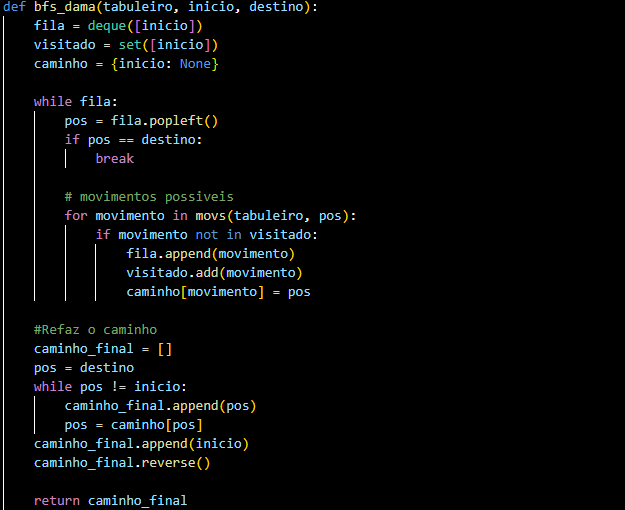 def bfs_dama(tabuleiro, inicio, destino):
    fila = deque([inicio])
    visitado = set([inicio])
    caminho = {inicio: None}

    while fila:
        pos = fila.popleft()
        if pos == destino:
            break

        # movimentos possiveis
        for movimento in movs(tabuleiro, pos):
            if movimento not in visitado:
                fila.append(movimento)
                visitado.add(movimento)
                caminho[movimento] = pos

    #Refaz o caminho
    caminho_final = []
    pos = destino
    while pos != inicio:
        caminho_final.append(pos)
        pos = caminho[pos]
    caminho_final.append(inicio)
    caminho_final.reverse()

    return caminho_final